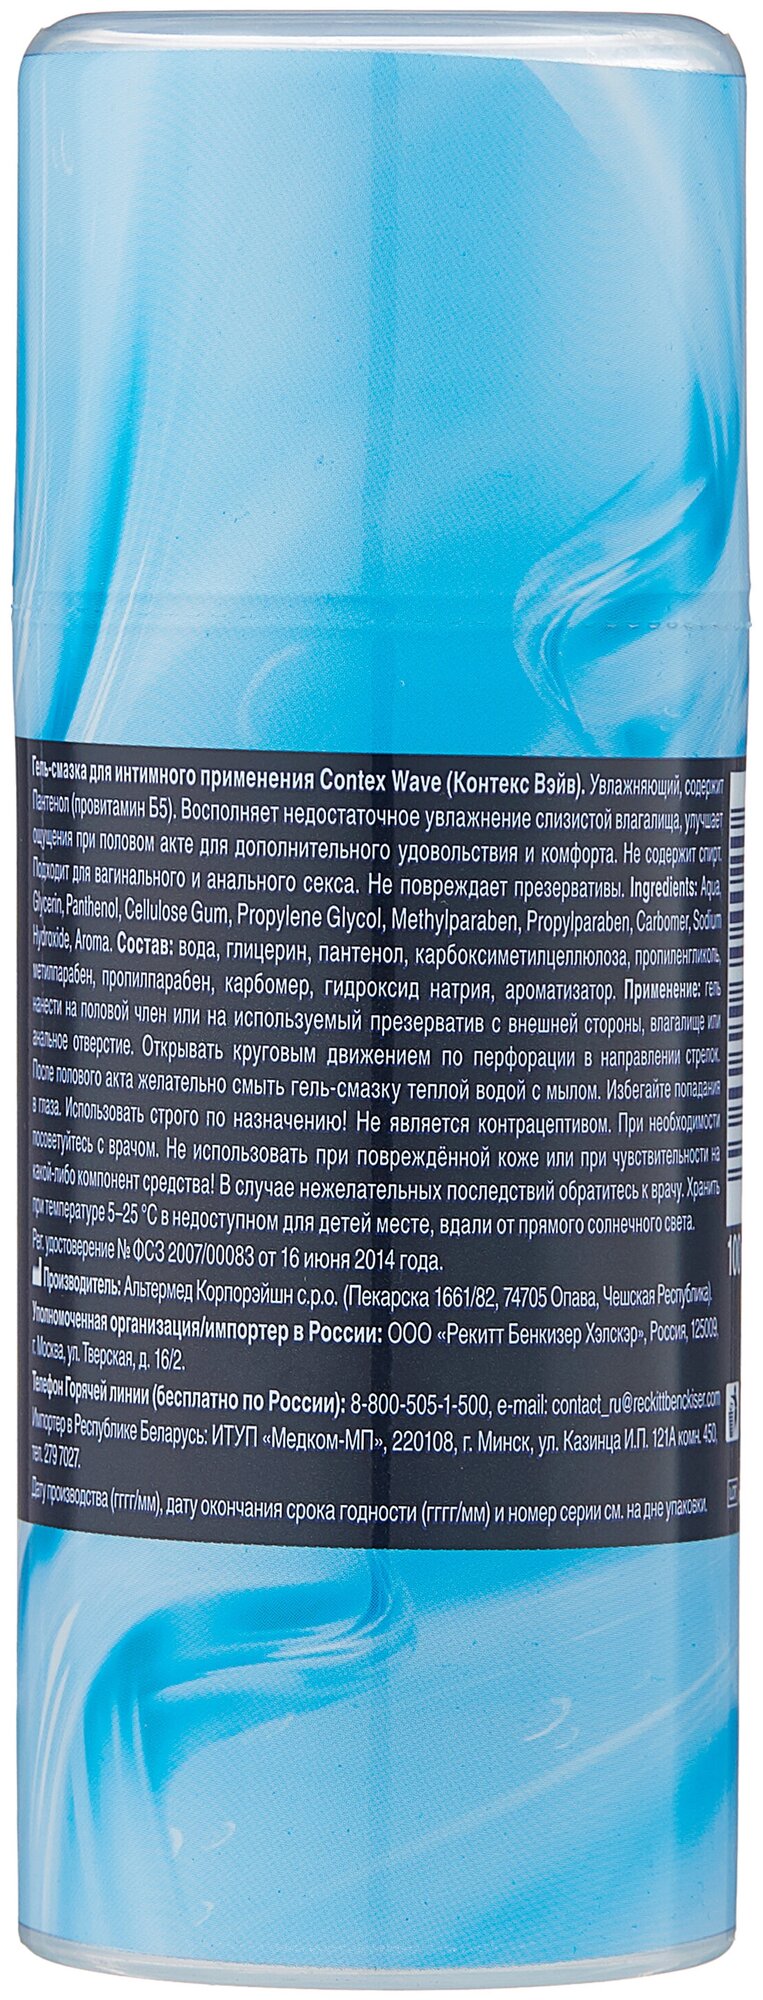 Гель-смазка для интимного применения Contex Wave (Контекс Вэйв). Увлажняющий, содержит
Пантенол (провитамин Б5). Восполняет недостаточное увлажнение слизистой влагалища, улучшает
ощущения при половом акте для дополнительного удовольствия и комфорта. Не содержит спирт.
Подходит для вагинального и анального секса. Не повреждает презервативы. Ingredients: Aqua,
Glycerin, Panthenol, Cellulose Gum, Propylene Glycol, Methylparaben, Propylparaben, Carbomer, Sodium
Hydroxide, Aroma. Состав: вода, глицерин, пантенол, карбоксиметилцеллюлоза, пропиленгликоль,
метилпарабен, пропилпарабен, карбомер, гидроксид натрия, ароматизатор. Применение: гель
нанести на половой член или на используемый презерватив с внешней стороны, влагалище или
анальное отверстие. Открывать круговым движением по перфорации в направлении стрелок.
После полового акта желательно смыть гель-смазку теплой водой с мылом. Избегайте попадания
в глаза. Использовать строго по назначению! Не является контрацептивом. При необходимости
посоветуйтесь с врачом. Не использовать при повреждённой коже или при чувствительности на
какой-либо компонент средства! В случае нежелательных последствий обратитесь к врачу. Хранить
при температуре 5–25 °C в недоступном для детей месте, вдали от прямого солнечного света.
Рег. удостоверение № ФСЗ 2007/00083 от 16 июня 2014 года.
Производитель: Альтермед Корпорэйшн с.р.о. (Пекарска 1661/82, 74705 Опава, Чешская Республика).
Уполномоченная организация/импортер в России: ООО «Рекитт Бенкизер Хэлскэр», Россия, 125009,
г. Москва, ул. Тверская, д. 16/2.
Телефон Горячей линии (бесплатно по России): 8-800-505-1-500, e-mail: contact_ru@reckittbenckiser.com
Импортер в Республике Беларусь: ИТУП «Медком-МП», 220108, г. Минск, ул. Казинца И.П. 121А комн. 450,
тел. 279 7027.
Дату производства (гггг/мм), дату окончания срока годности (гггг/мм) и номер серии см. на дне упаковки.